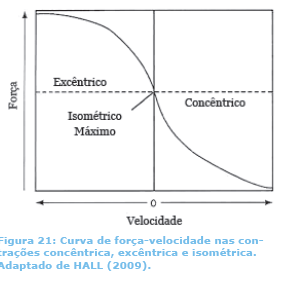 Força
Excêntrico
Concêntrico
Isométrico
Máximo
0
Velocidade
Figura 21: Curva de força-velocidade nas con-
trações concêntrica, excêntrica e isométrica.
Adaptado de HALL (2009).